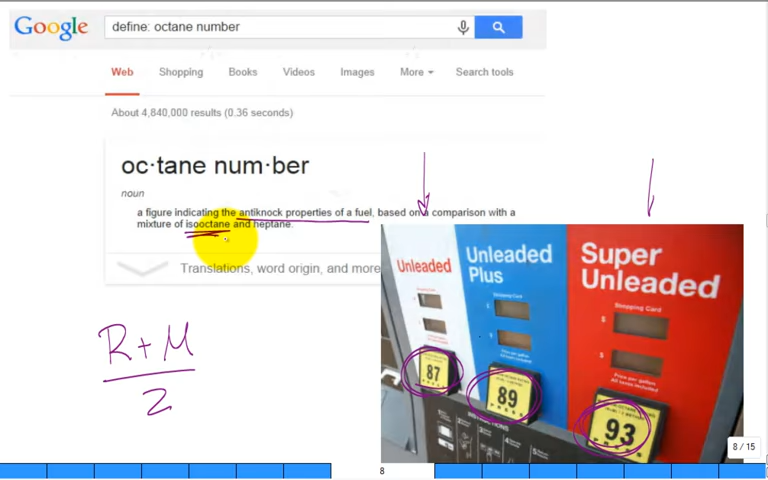 Google define: octane number
Web Shopping Books Videos Images More Search tools
About 4,840,000 results (0.36 seconds)
oc·tane num·ber
noun
a figure indicating the antiknock properties of a fuel, based on a comparison with a
mixture of isooctane and heptane.
Translations, word origin, and more
R+M
2
Unleaded
Unleaded
Plus
Super
Unleaded
Shopping Card
$
$
87
89
93
INSTRUCTIONS
8 / 15
8